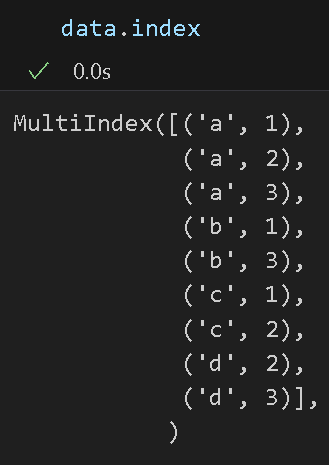 data.index
✓ 0.0s
MultiIndex([('a', 1),
            ('a', 2),
            ('a', 3),
            ('b', 1),
            ('b', 3),
            ('c', 1),
            ('c', 2),
            ('d', 2),
            ('d', 3)],
           )